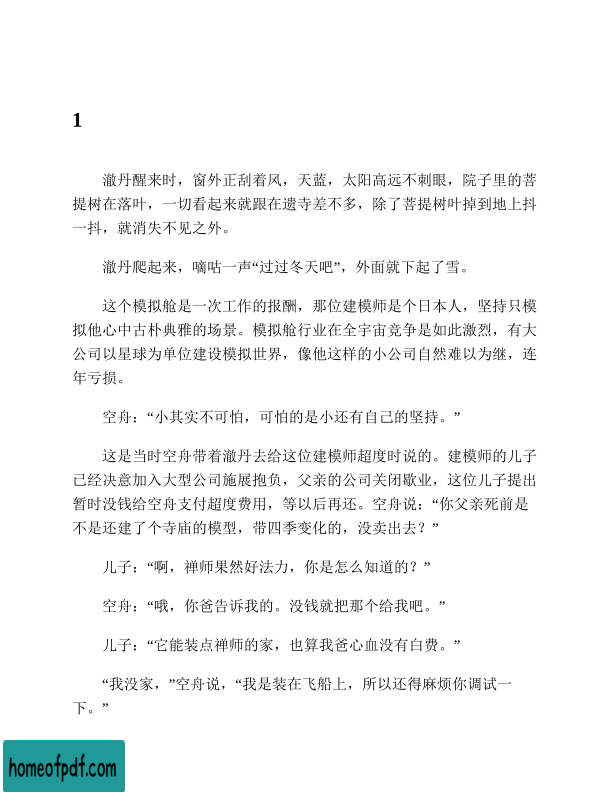 1
澈丹醒来时，窗外正刮着风，天蓝，太阳高远不刺眼，院子里的菩
提树在落叶，一切看起来就跟在遗寺差不多，除了菩提树叶掉到地上抖
一抖，就消失不见之外。
澈丹爬起来，嘀咕一声“过过冬天吧”，外面就下起了雪。
这个模拟舱是一次工作的报酬，那位建模师是个日本人，坚持只模
拟他心中古朴典雅的场景。模拟舱行业在全宇宙竞争是如此激烈，有大
公司以星球为单位建设模拟世界，像他这样的小公司自然难以为继，连
年亏损。
空舟：“小其实不可怕，可怕的是小还有自己的坚持。”
这是当时空舟带着澈丹去给这位建模师超度时说的。建模师的儿子
已经决意加入大型公司施展抱负，父亲的公司关闭歇业，这位儿子提出
暂时没钱给空舟支付超度费用，等以后再还。空舟说：“你父亲死前是
不是还建了个寺庙的模型，带四季变化的，没卖出去？”
儿子：“啊，禅师果然好法力，你是怎么知道的？”
空舟：“哦，你爸告诉我的。没钱就把那个给我吧。”
儿子：“它能装点禅师的家，也算我爸心血没有白费。”
“我没家，”空舟说，“我是装在飞船上，所以还得麻烦你调试一
下。”
homeofpdf.com